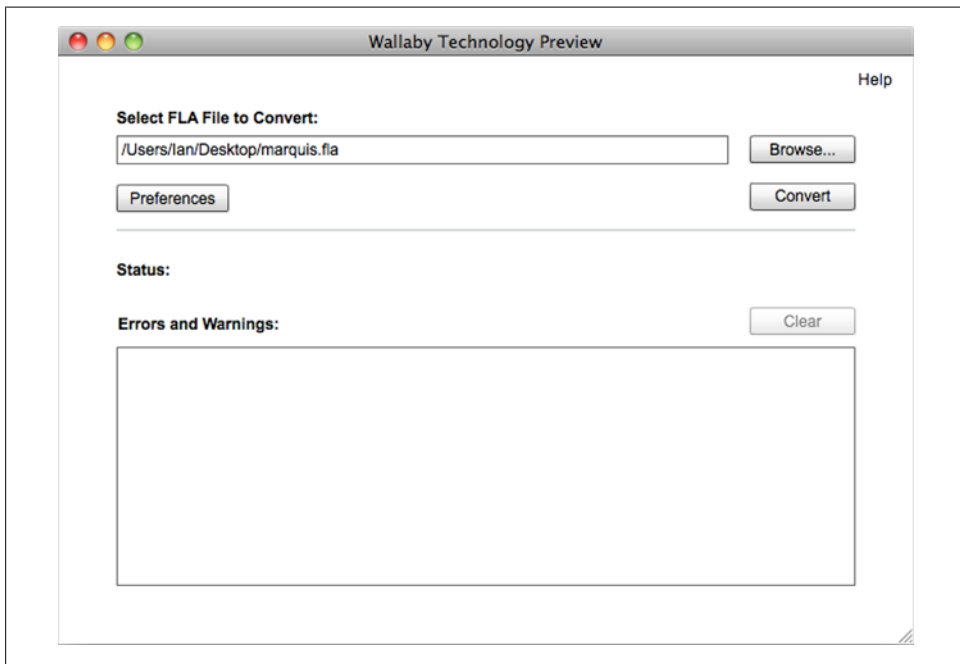 Wallaby Technology Preview
Help
Select FLA File to Convert:
/Users/Ian/Desktop/marquis.fla
Browse...
Preferences
Convert
Status:
Errors and Warnings:
Clear